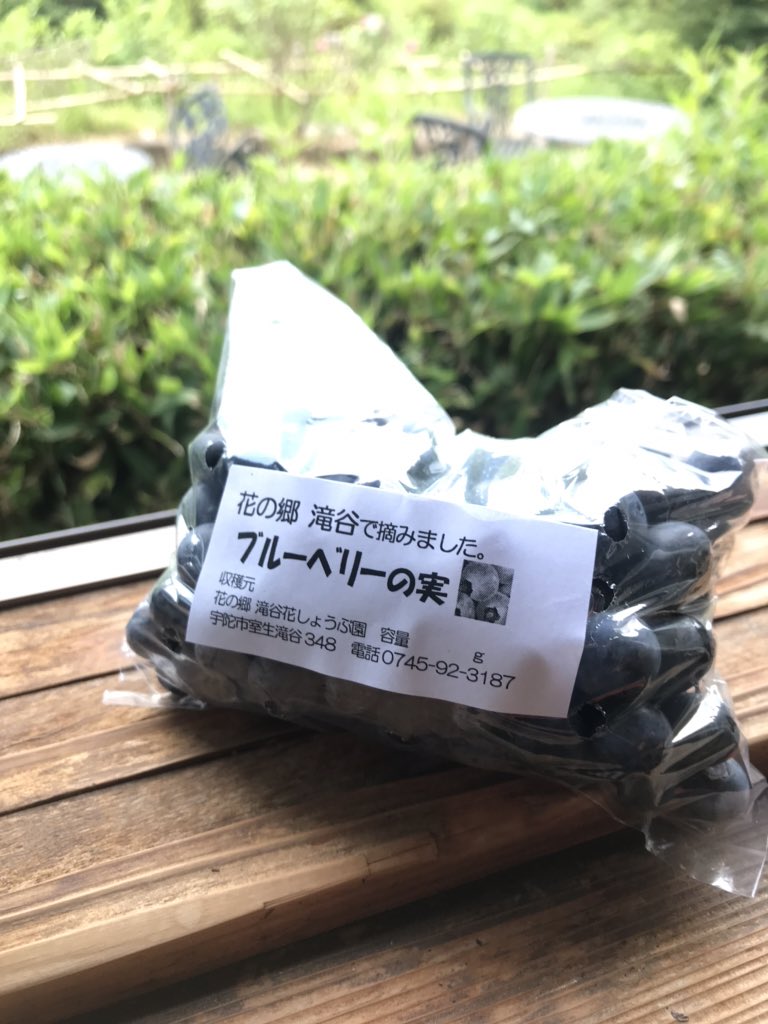 花の郷 滝谷で摘みました。
ブルーベリーの実
収穫元
花の郷 滝谷花しょうぶ園 容量 g
宇陀市室生滝谷348 電話0745-92-3187